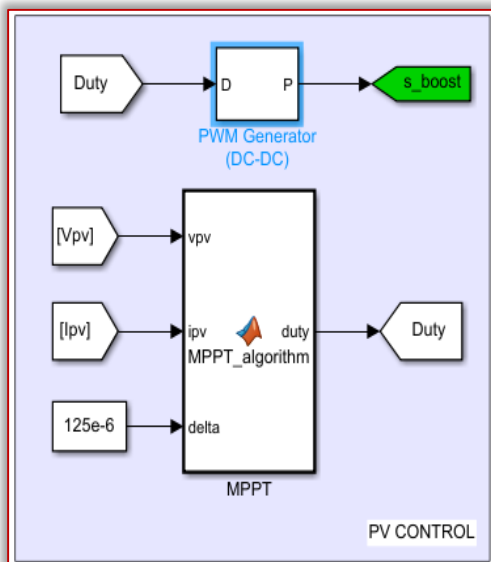 Duty
D
P
s_boost
PWM Generator
(DC-DC)
[Vpv]
vpv
[Ipv]
ipv
duty
Duty
MPPT_algorithm
125e-6
delta
MPPT
PV CONTROL